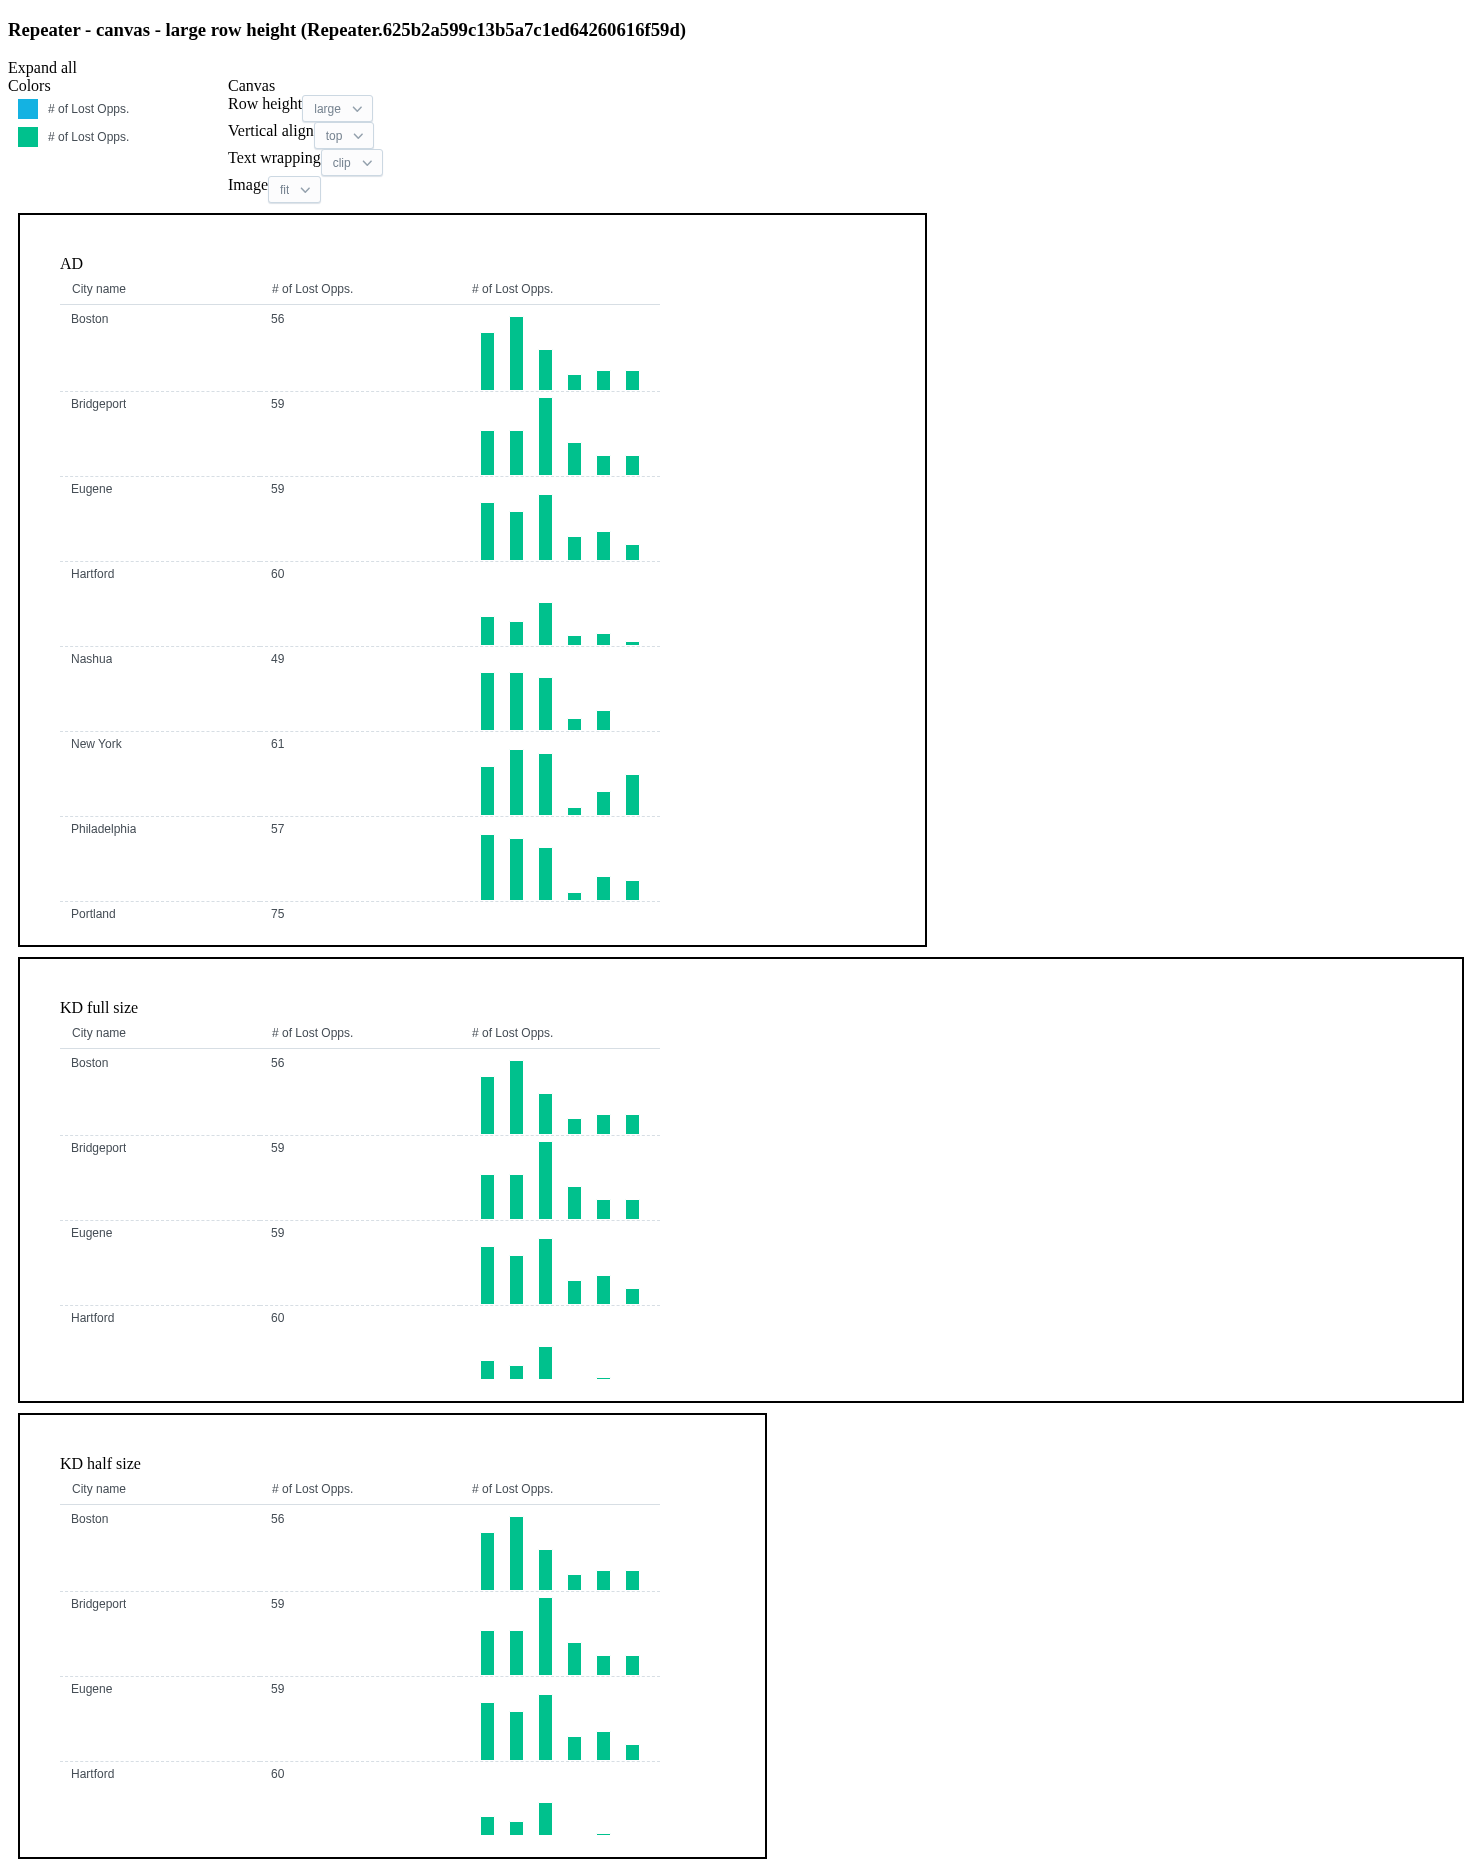 Repeater - canvas - large row height (Repeater.625b2a599c13b5a7c1ed64260616f59d)
Expand all
Colors
# of Lost Opps.
# of Lost Opps.
Canvas
Row height large
Vertical align top
Text wrapping clip
Image fit
AD
City name # of Lost Opps. # of Lost Opps.
Boston 56
Bridgeport 59
Eugene 59
Hartford 60
Nashua 49
New York 61
Philadelphia 57
Portland 75
KD full size
City name # of Lost Opps. # of Lost Opps.
Boston 56
Bridgeport 59
Eugene 59
Hartford 60
KD half size
City name # of Lost Opps. # of Lost Opps.
Boston 56
Bridgeport 59
Eugene 59
Hartford 60